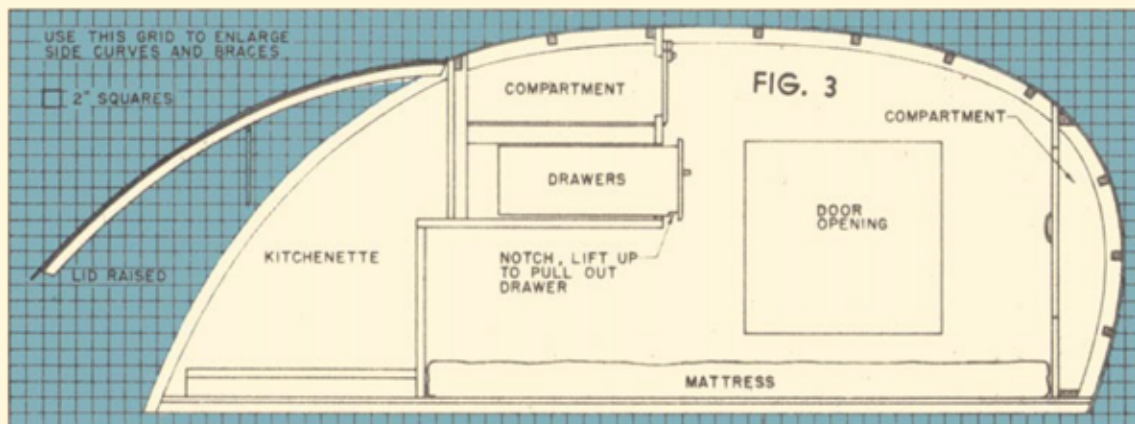 USE THIS GRID TO ENLARGE
SIDE CURVES AND BRACES
2" SQUARES
COMPARTMENT
FIG. 3
COMPARTMENT
DRAWERS
DOOR
OPENING
KITCHENETTE
NOTCH, LIFT UP
TO PULL OUT
DRAWER
LID RAISED
MATTRESS